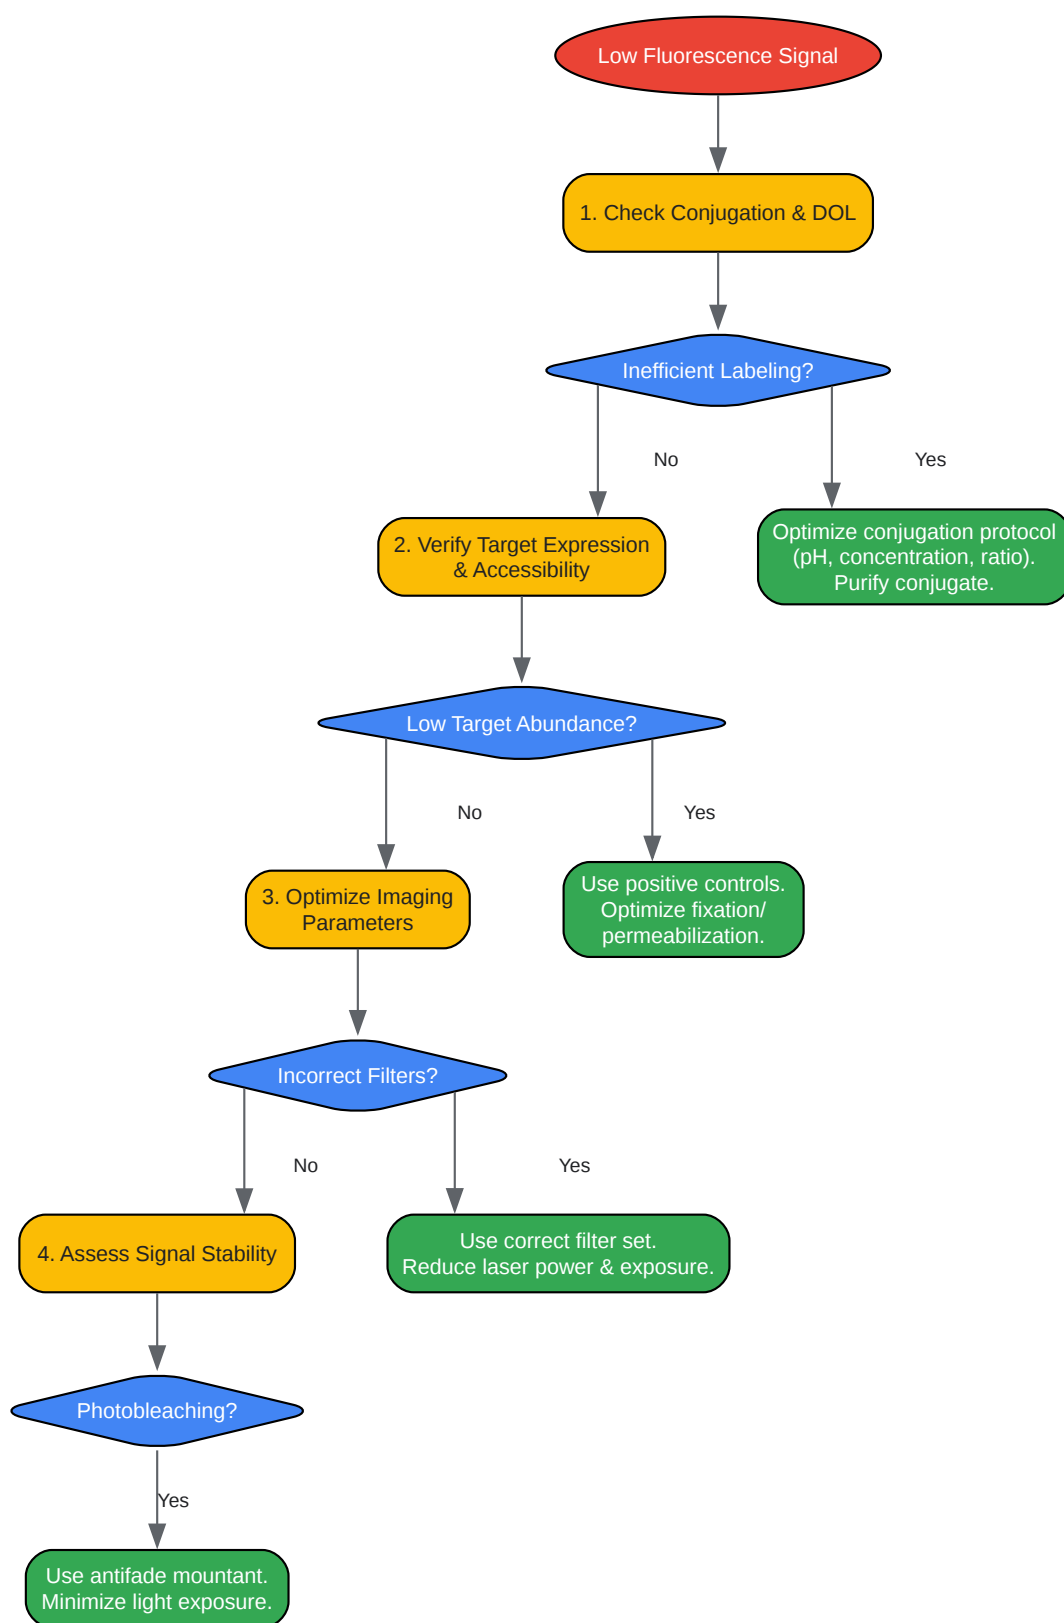 Low Fluorescence Signal
1. Check Conjugation & DOL
Inefficient Labeling?
No
Yes
2. Verify Target Expression
& Accessibility
Optimize conjugation protocol
(pH, concentration, ratio).
Purify conjugate.
Low Target Abundance?
No
Yes
3. Optimize Imaging
Parameters
Use positive controls.
Optimize fixation/
permeabilization.
Incorrect Filters?
No
Yes
4. Assess Signal Stability
Use correct filter set.
Reduce laser power & exposure.
Photobleaching?
Yes
Use antifade mountant.
Minimize light exposure.